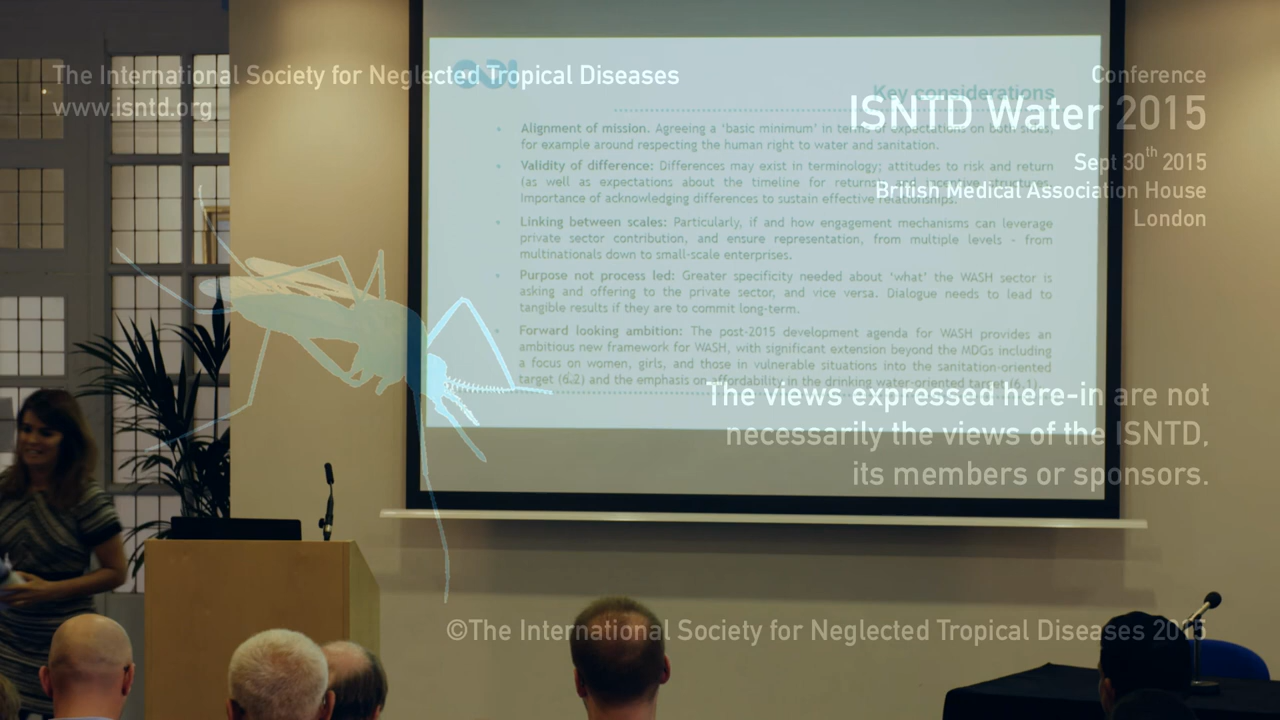 The International Society for Neglected Tropical Diseases
www.isntd.org
Conference
ISNTD Water 2015
Sept 30th 2015
British Medical Association House
London
odi
Key considerations
Alignment of mission. Agreeing a 'basic minimum' in terms of expectations on both sides,
for example around respecting the human right to water and sanitation.
Validity of difference: Differences may exist in terminology; attitudes to risk and return
(as well as expectations about the timeline for returns) and incentive structures.
Importance of acknowledging differences to sustain effective relationships.
Linking between scales: Particularly, if and how engagement mechanisms can leverage
private sector contribution, and ensure representation, from multiple levels - from
multinationals down to small-scale enterprises.
Purpose not process led: Greater specificity needed about 'what' the WASH sector is
asking and offering to the private sector, and vice versa. Dialogue needs to lead to
tangible results if they are to commit long-term.
Forward looking ambition: The post-2015 development agenda for WASH provides an
ambitious new framework for WASH, with significant extension beyond the MDGs including
a focus on women, girls, and those in vulnerable situations into the sanitation-oriented
target (6.2) and the emphasis on affordability in the drinking water-oriented target (6.1).
The views expressed here-in are not
necessarily the views of the ISNTD,
its members or sponsors.
©The International Society for Neglected Tropical Diseases 2015